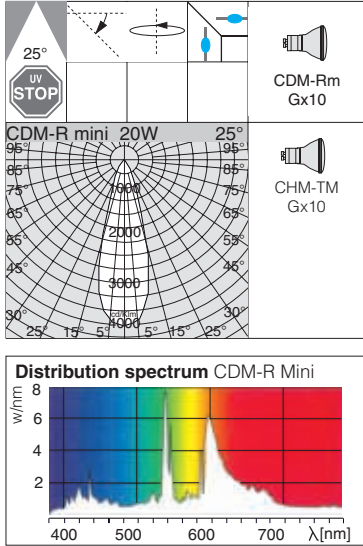 25°
UV
STOP
CDM-Rm
Gx10
CDM-R mini 20W 25°
95° 95°
85° 85°
75° 75°
65° 65°
55° 55°
45° 45°
30° 30°
25° 15° 5° 5° 15° 25°
1000
2000
3000
cd/Klm
4000
CHM-TM
Gx10
Distribution spectrum CDM-R Mini
w/nm
8
6
4
2
400 500 600 700 λ[nm]